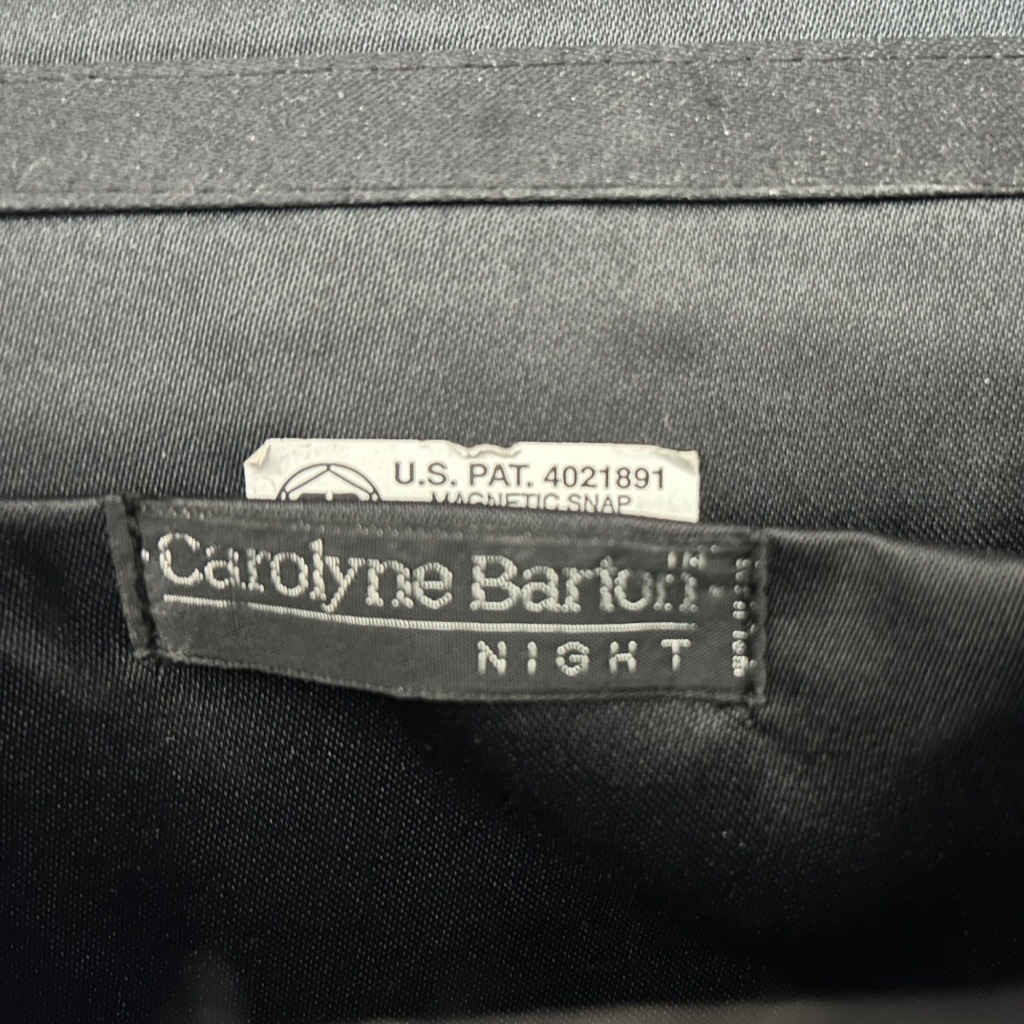 U.S. PAT. 4021891
MAGNETIC SNAP
Carolyne Barton
NIGHT